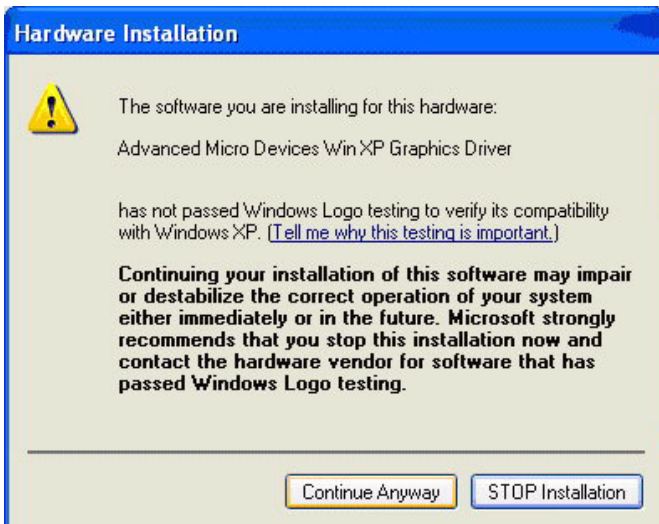 Hardware Installation
The software you are installing for this hardware:
Advanced Micro Devices Win XP Graphics Driver
has not passed Windows Logo testing to verify its compatibility
with Windows XP. (Tell me why this testing is important.)
Continuing your installation of this software may impair
or destabilize the correct operation of your system
either immediately or in the future. Microsoft strongly
recommends that you stop this installation now and
contact the hardware vendor for software that has
passed Windows Logo testing.
Continue Anyway
STOP Installation